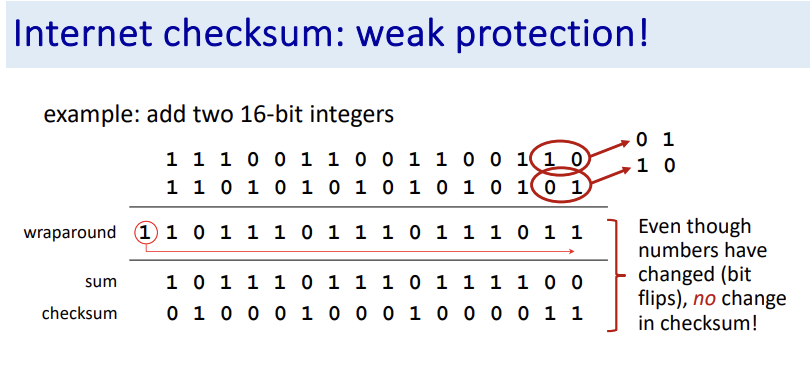 Internet checksum: weak protection!
example: add two 16-bit integers
0 1
1 1 1 0 0 1 1 0 0 1 1 0 0 1 1 0
1 0
1 1 0 1 0 1 0 1 0 1 0 1 0 1 0 1
wraparound 1 1 0 1 1 1 0 1 1 1 0 1 1 1 0 1 1
sum 1 0 1 1 1 0 1 1 1 0 1 1 1 1 0 0
checksum 0 1 0 0 0 1 0 0 0 1 0 0 0 0 1 1
Even though
numbers have
changed (bit
flips), no change
in checksum!